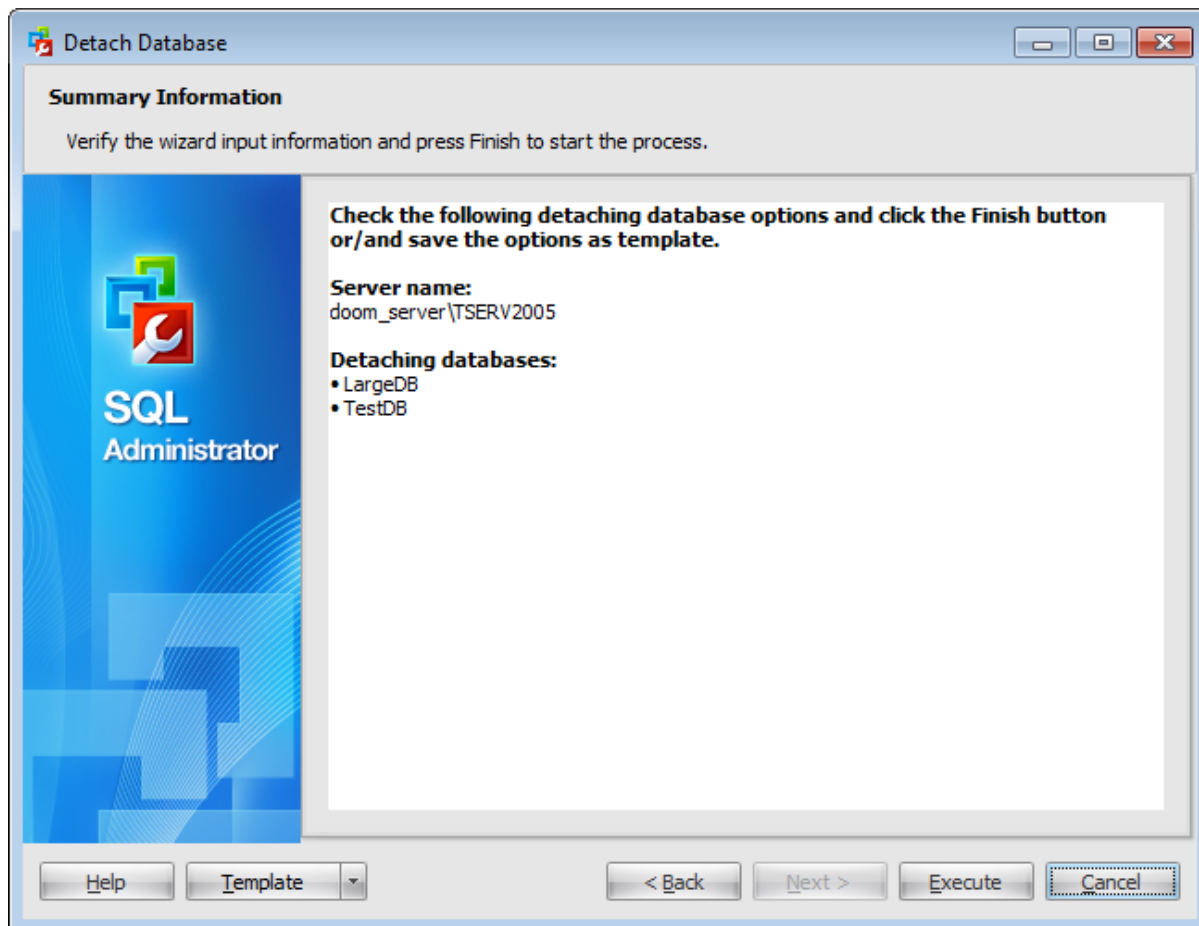 Detach Database
Summary Information
Verify the wizard input information and press Finish to start the process.
SQL
Administrator
Check the following detaching database options and click the Finish button
or/and save the options as template.
Server name:
doom_server\TSERV2005
Detaching databases:
• LargeDB
• TestDB
Help
Template
< Back
Next >
Execute
Cancel